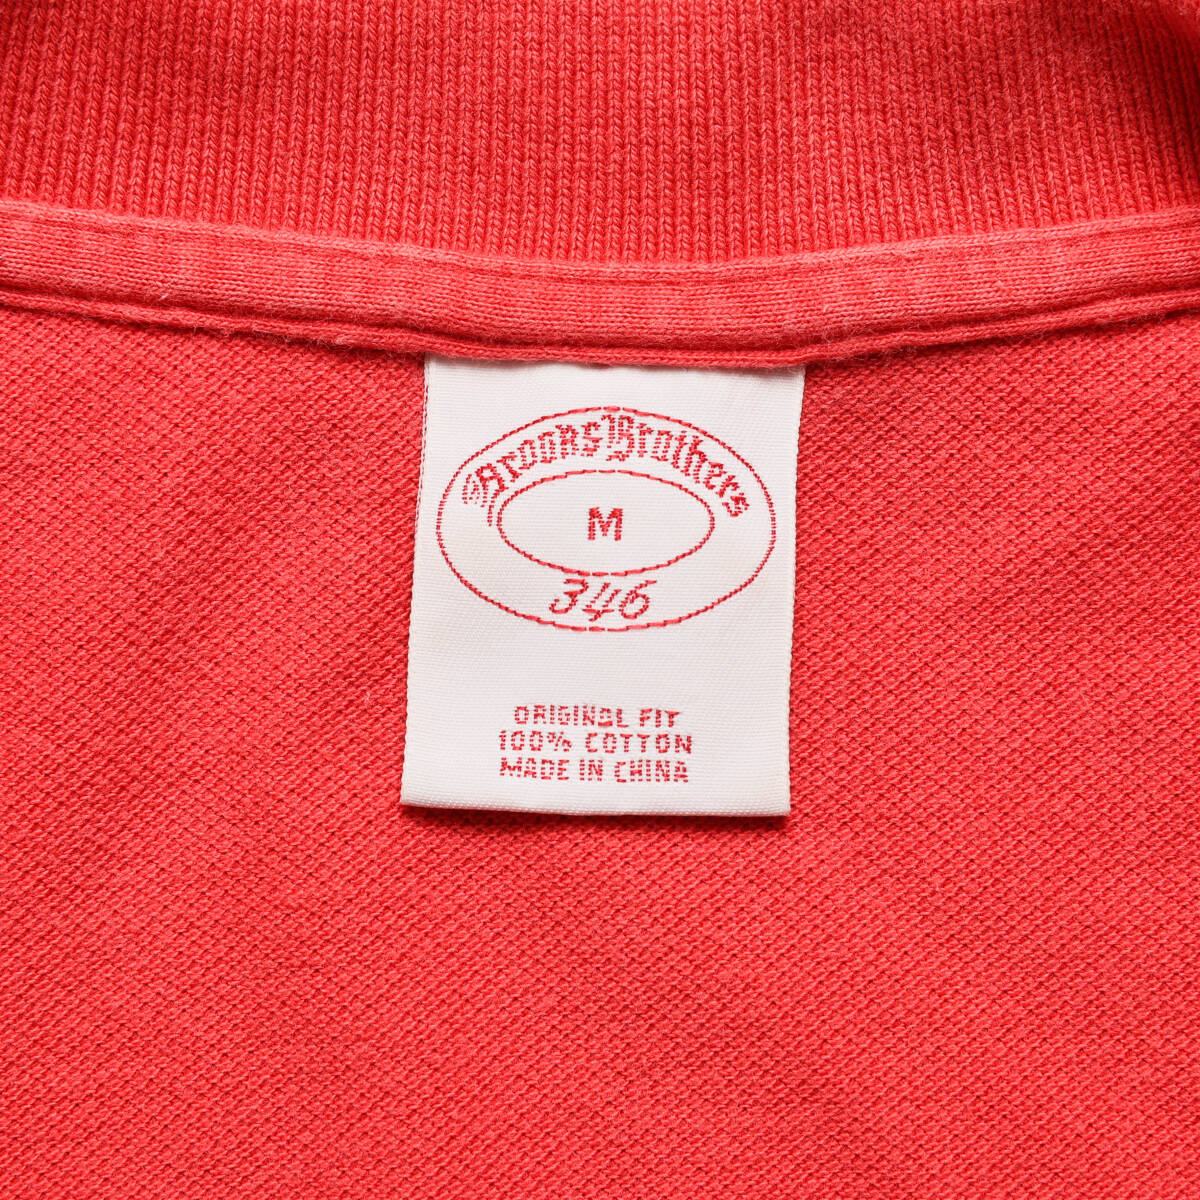 Brooks Brothers
M
346
ORIGINAL FIT
100% COTTON
MADE IN CHINA